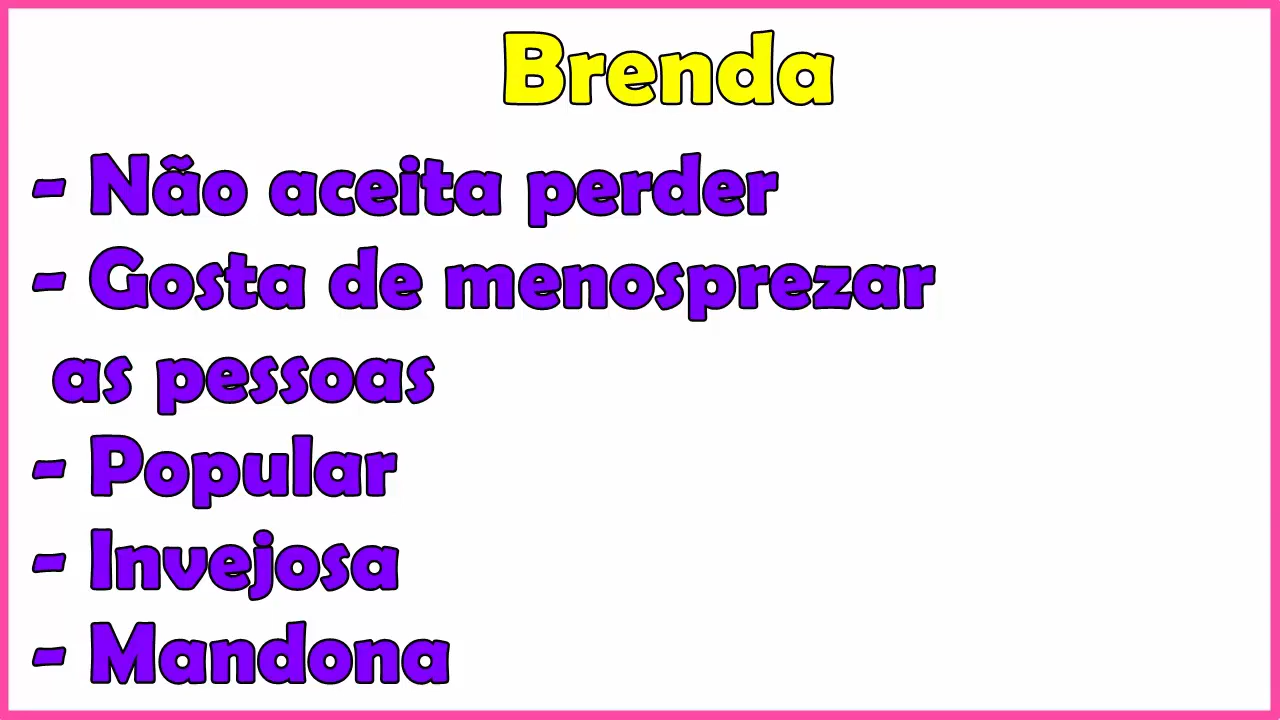 Brenda
- Não aceita perder
- Gosta de menosprezar
as pessoas
- Popular
- Invejosa
- Mandona